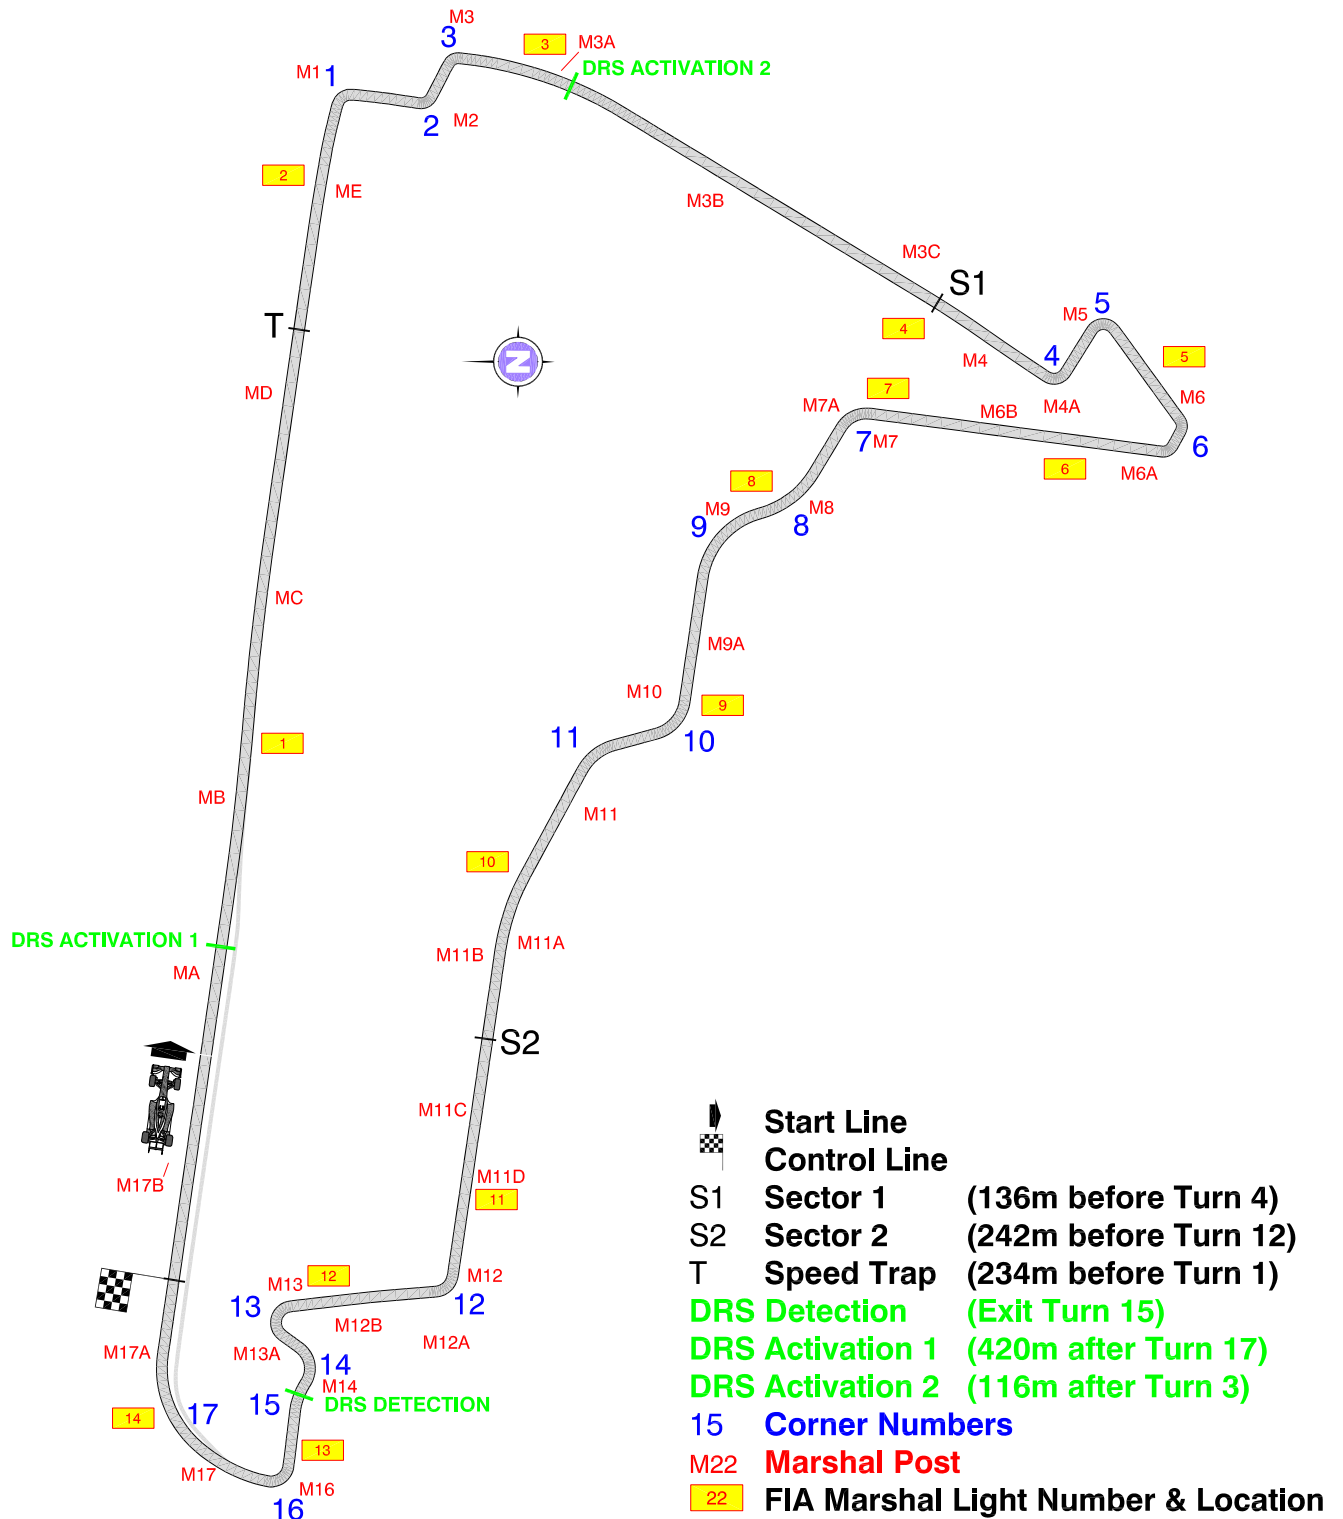 M3
3
3
M3A
DRS ACTIVATION 2
M1
1
2
M2
2
ME
M3B
M3C
S1
T
4
M5
5
4
5
M4
N
MD
7
M6
M7A
M6B
M4A
7
M7
6
6
M6A
8
M9
M8
9
8
MC
M9A
M10
9
11
10
1
MB
M11
10
DRS ACTIVATION 1
M11B
M11A
MA
S2
M11C
M17B
M11D
11
M13
12
M12
13
12
M12B
M12A
M17A
M13A
14
M14
15
DRS DETECTION
14
17
13
M17
M16
16
Start Line
Control Line
S1 Sector 1 (136m before Turn 4)
S2 Sector 2 (242m before Turn 12)
T Speed Trap (234m before Turn 1)
DRS Detection (Exit Turn 15)
DRS Activation 1 (420m after Turn 17)
DRS Activation 2 (116m after Turn 3)
15 Corner Numbers
M22 Marshal Post
22 FIA Marshal Light Number & Location